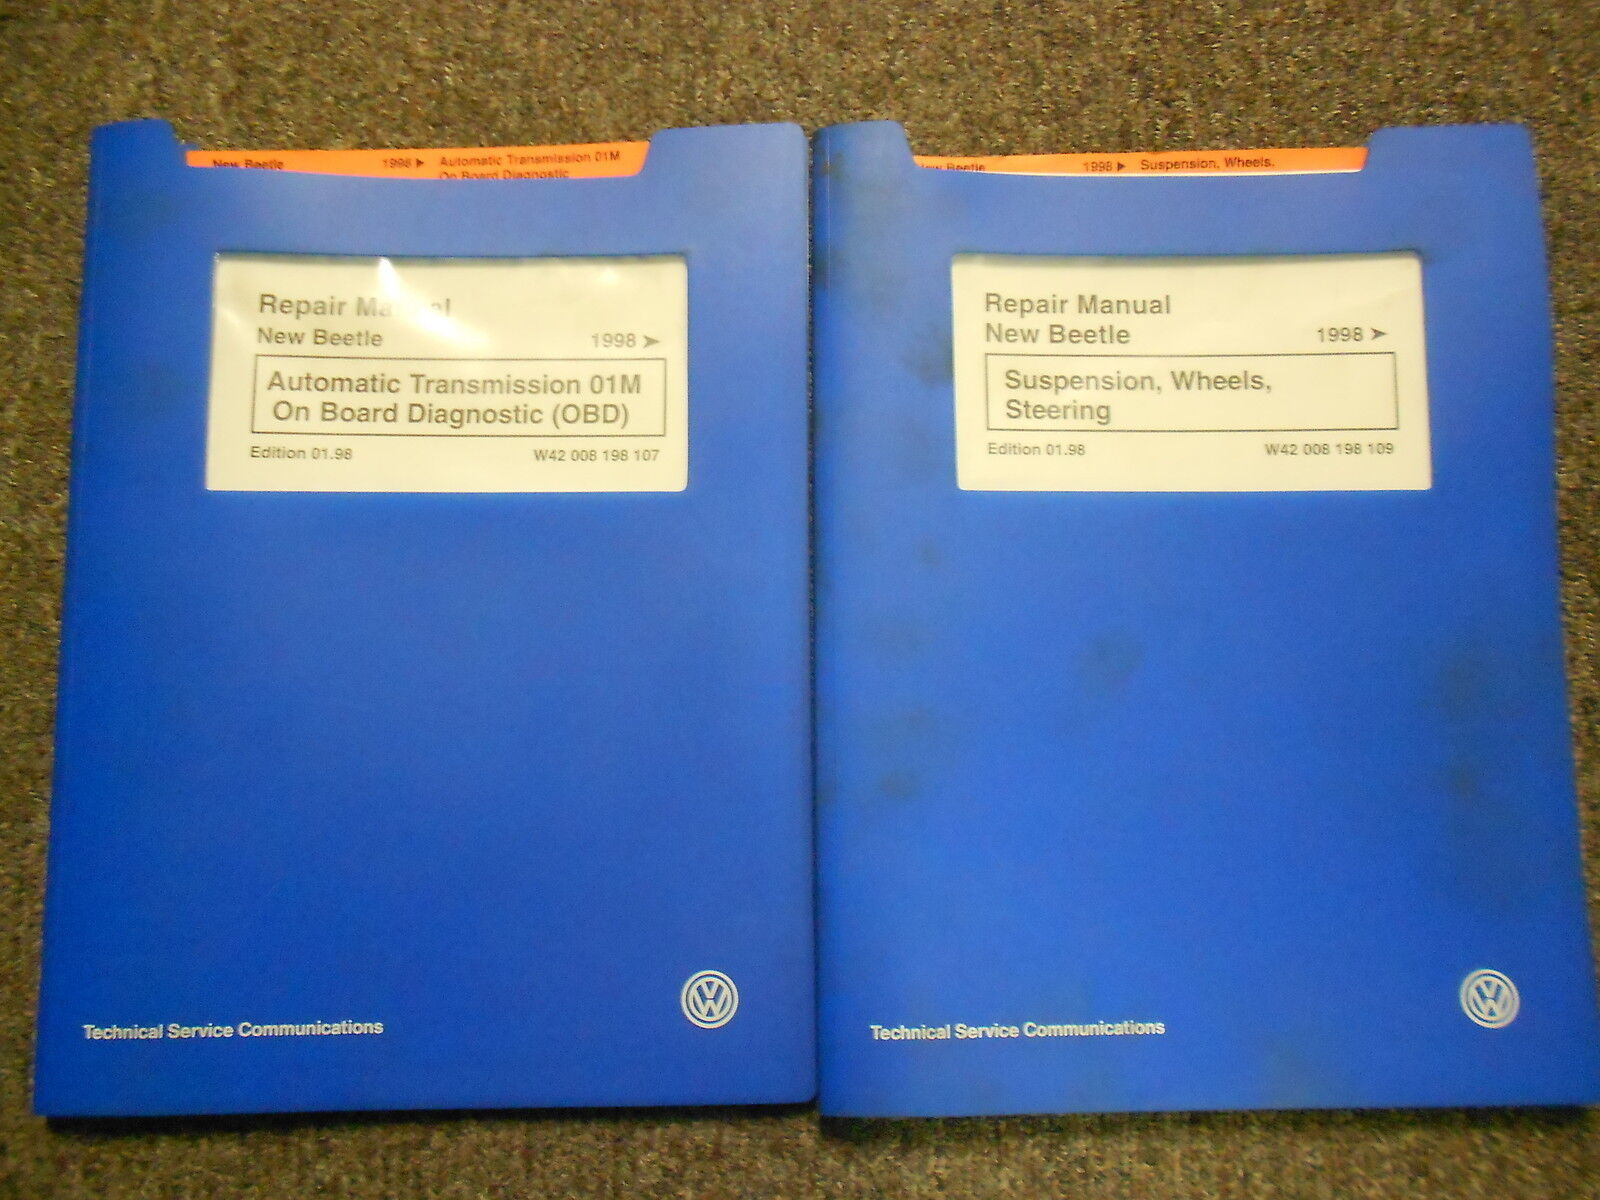 New Beetle 1998 ► Automatic Transmission 01M
On Board Diagnostic
Repair Manual
New Beetle 1998 ➤
Automatic Transmission 01M
On Board Diagnostic (OBD)
Edition 01.98 W42 008 198 107
Technical Service Communications
New Beetle 1998 ► Suspension, Wheels,
Repair Manual
New Beetle 1998 ➤
Suspension, Wheels,
Steering
Edition 01.98 W42 008 198 109
Technical Service Communications